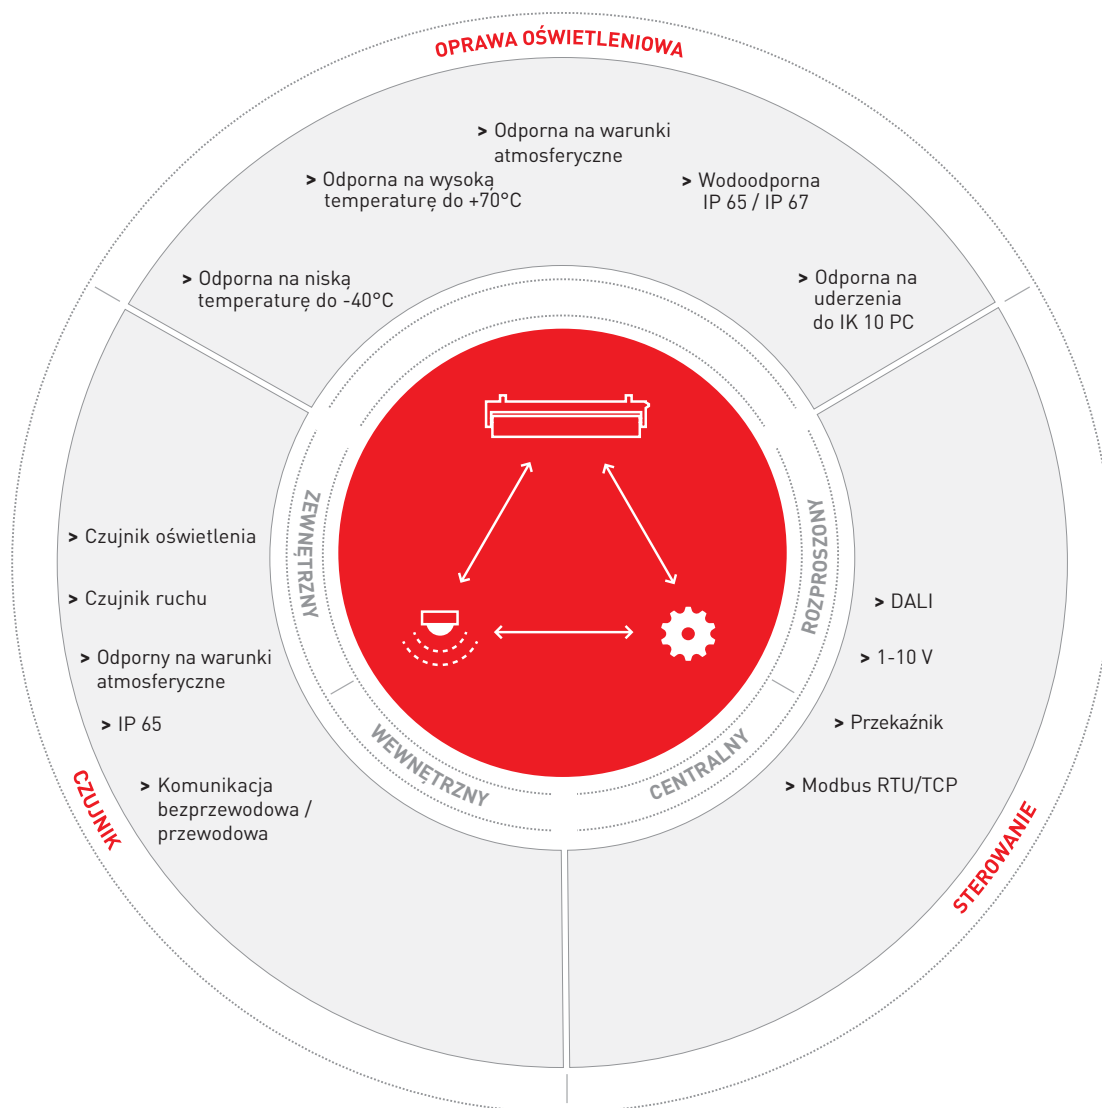 OPRAWA OŚWIETLENIOWA
> Odporna na warunki
atmosferyczne
> Odporna na wysoką
temperaturę do +70°C
> Wodoodporna
IP 65 / IP 67
> Odporna na niską
temperaturę do -40°C
> Odporna na
uderzenia
do IK 10 PC
ZEWNĘTRZNY
WEWNĘTRZNY
ROZPROSZONY
CENTRALNY
> Czujnik oświetlenia
> Czujnik ruchu
> Odporny na warunki
atmosferyczne
> IP 65
> Komunikacja
bezprzewodowa /
przewodowa
CZUJNIK
> DALI
> 1-10 V
> Przekaźnik
> Modbus RTU/TCP
STEROWANIE